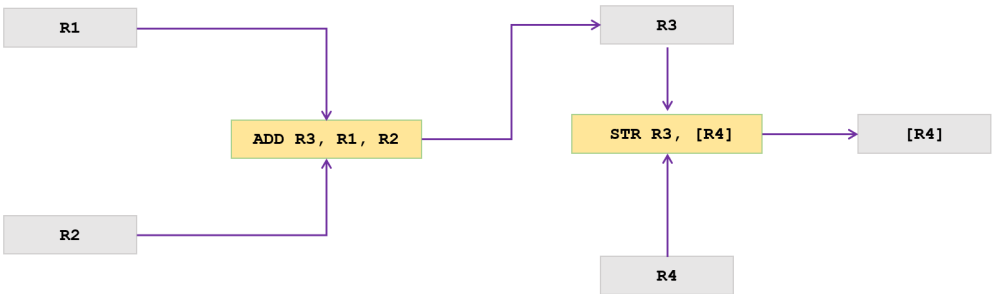 R1
R2
ADD R3, R1, R2
R3
STR R3, [R4]
R4
[R4]